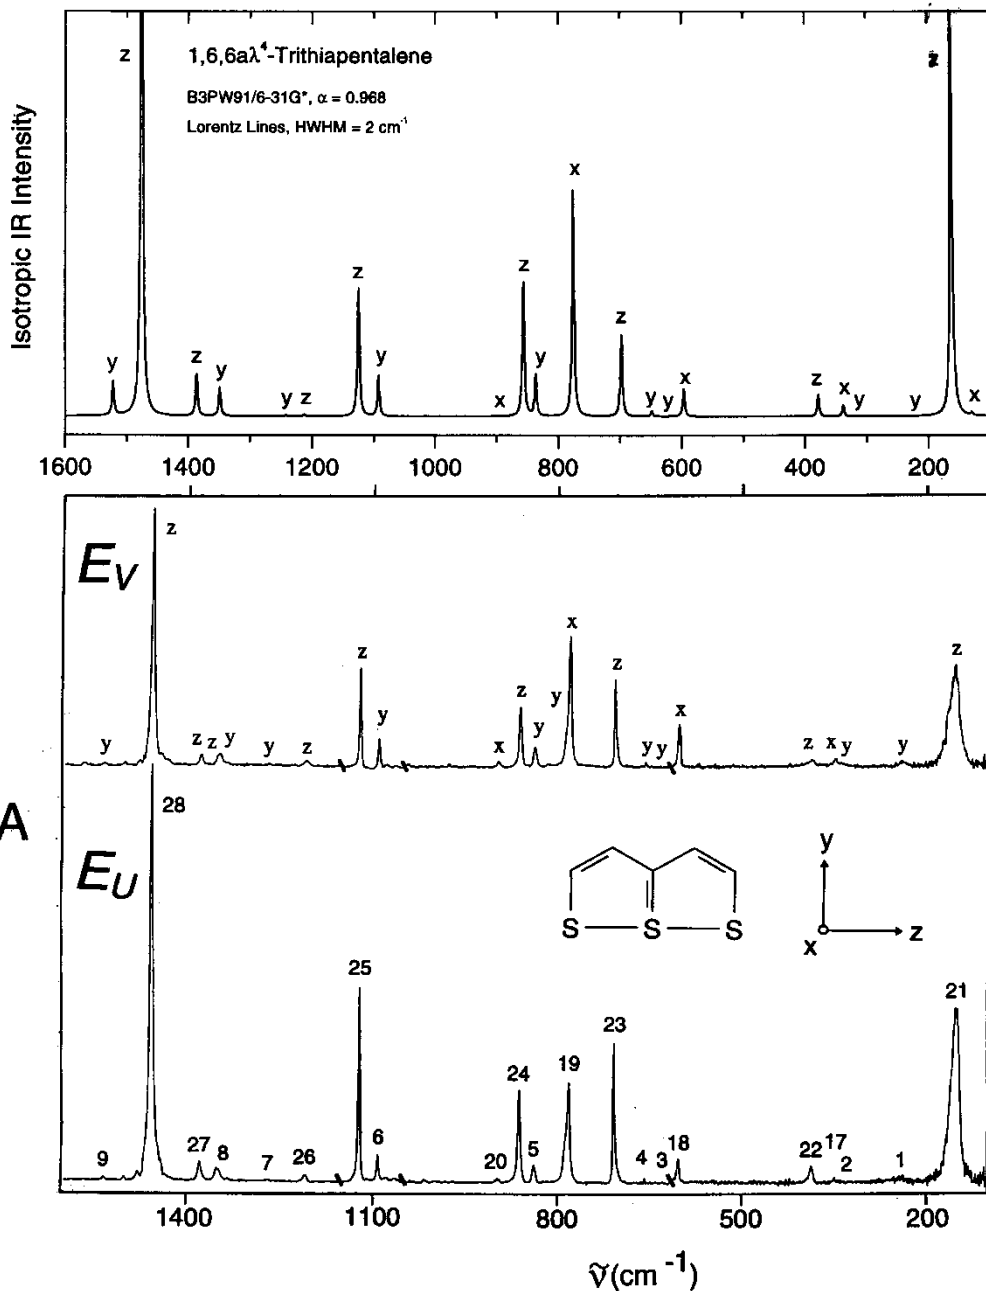 z
1,6,6aλ⁴-Trithiapentalene
z
B3PW91/6-31G*, α = 0.968
Lorentz Lines, HWHM = 2 cm⁻¹
Isotropic IR Intensity
y z y y z z y x z y x z y y x z x y y x
1600 1400 1200 1000 800 600 400 200
E_V
z
y z z y y z z y x z y y x z y y x z x y y z
A
E_U
28
9 27 8 7 26 25 6 20 24 5 19 23 4 3 18 22 17 2 1 21
S S S
y
x z
1400 1100 800 500 200
ṽ(cm⁻¹)